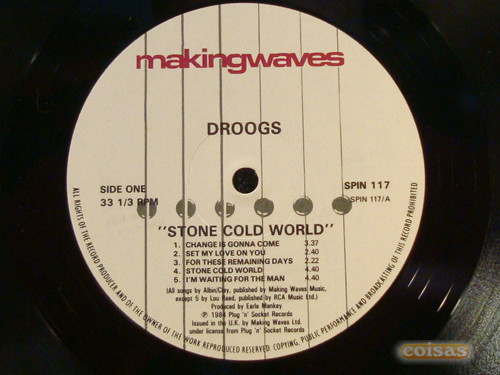 makingwaves
DROOGS
SIDE ONE
33 1/3 RPM
SPIN 117
SPIN 117/A
"STONE COLD WORLD"
1. CHANGE IS GONNA COME 3.37
2. SET MY LOVE ON YOU 2.40
3. FOR THESE REMAINING DAYS 2.22
4. STONE COLD WORLD 4.40
5. I'M WAITING FOR THE MAN 4.40
(All songs by Albin/Clay, published by Making Waves Music,
except 5 by Lou Reed, published by RCA Music Ltd.)
Produced by Earle Mankey
℗ 1984 Plug 'n' Socket Records
Issued in the U.K. by Making Waves Ltd.
under license from Plug 'n' Socket Records
ALL RIGHTS OF THE RECORD PRODUCER AND OF THE OWNER OF THE WORK REPRODUCED RESERVED. COPYING, PUBLIC PERFORMANCE AND BROADCASTING OF THIS RECORD PROHIBITED
coisas